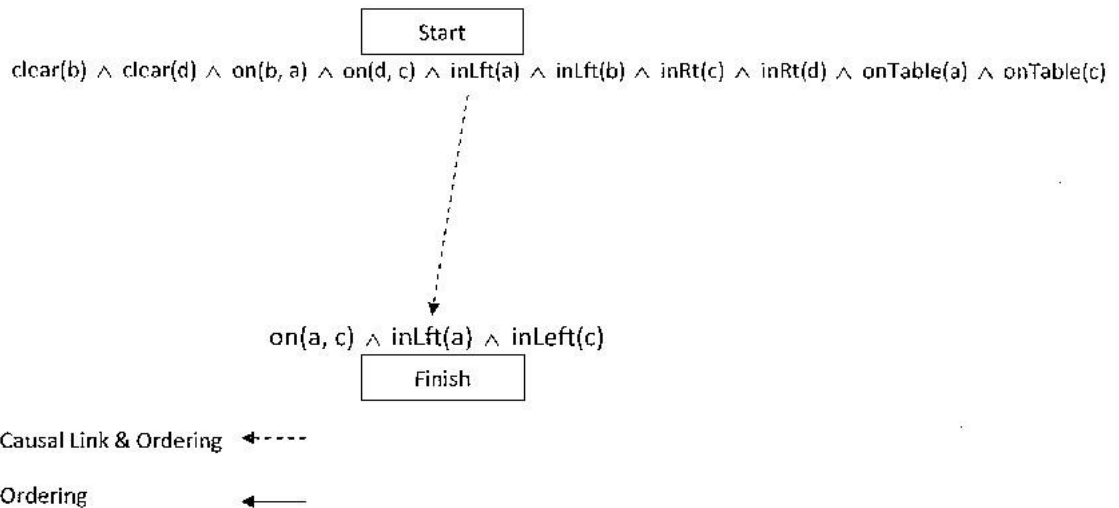 Start
clear(b) ∧ clear(d) ∧ on(b, a) ∧ on(d, c) ∧ inLft(a) ∧ inLft(b) ∧ inRt(c) ∧ inRt(d) ∧ onTable(a) ∧ onTable(c)
on(a, c) ∧ inLft(a) ∧ inLeft(c)
Finish
Causal Link & Ordering
Ordering